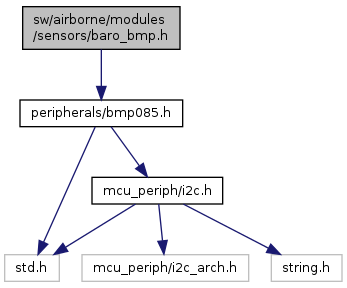 sw/airborne/modules
/sensors/baro_bmp.h
peripherals/bmp085.h
mcu_periph/i2c.h
std.h
mcu_periph/i2c_arch.h
string.h